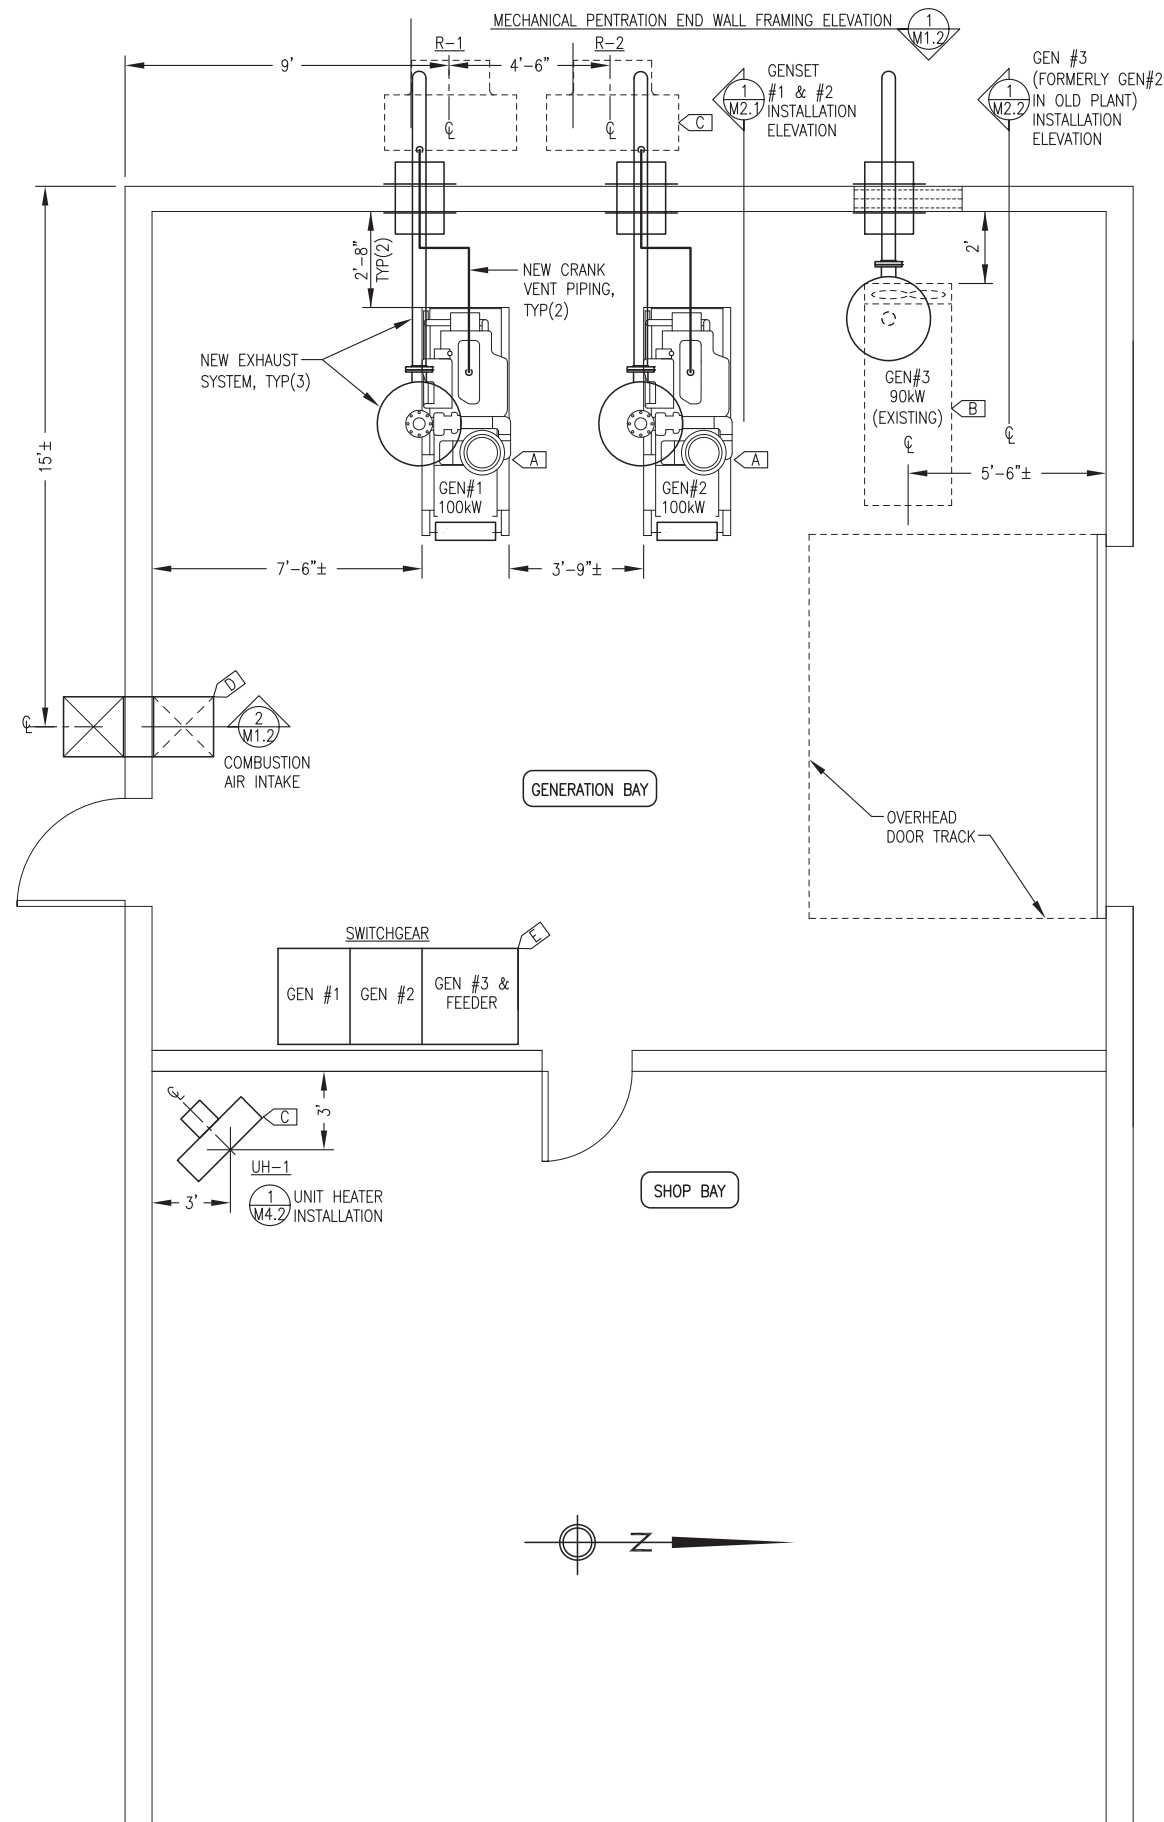 MECHANICAL PENTRATION END WALL FRAMING ELEVATION
1
M1.2
R-1
R-2
9'
4'-6"
GENSET
#1 & #2
INSTALLATION
ELEVATION
1
M2.1
GEN #3
(FORMERLY GEN#2
IN OLD PLANT)
INSTALLATION
ELEVATION
1
M2.2
℄
℄
C
2'-8"
TYP(2)
2'
NEW CRANK
VENT PIPING,
TYP(2)
NEW EXHAUST
SYSTEM, TYP(3)
GEN#3
90kW
(EXISTING)
℄
B
℄
15'±
A
A
GEN#1
100kW
GEN#2
100kW
5'-6"±
7'-6"±
3'-9"±
D
℄
2
M1.2
COMBUSTION
AIR INTAKE
GENERATION BAY
OVERHEAD
DOOR TRACK
SWITCHGEAR
E
GEN #1
GEN #2
GEN #3 &
FEEDER
℄
C
3'
UH-1
3'
1
M4.2
UNIT HEATER
INSTALLATION
SHOP BAY
N